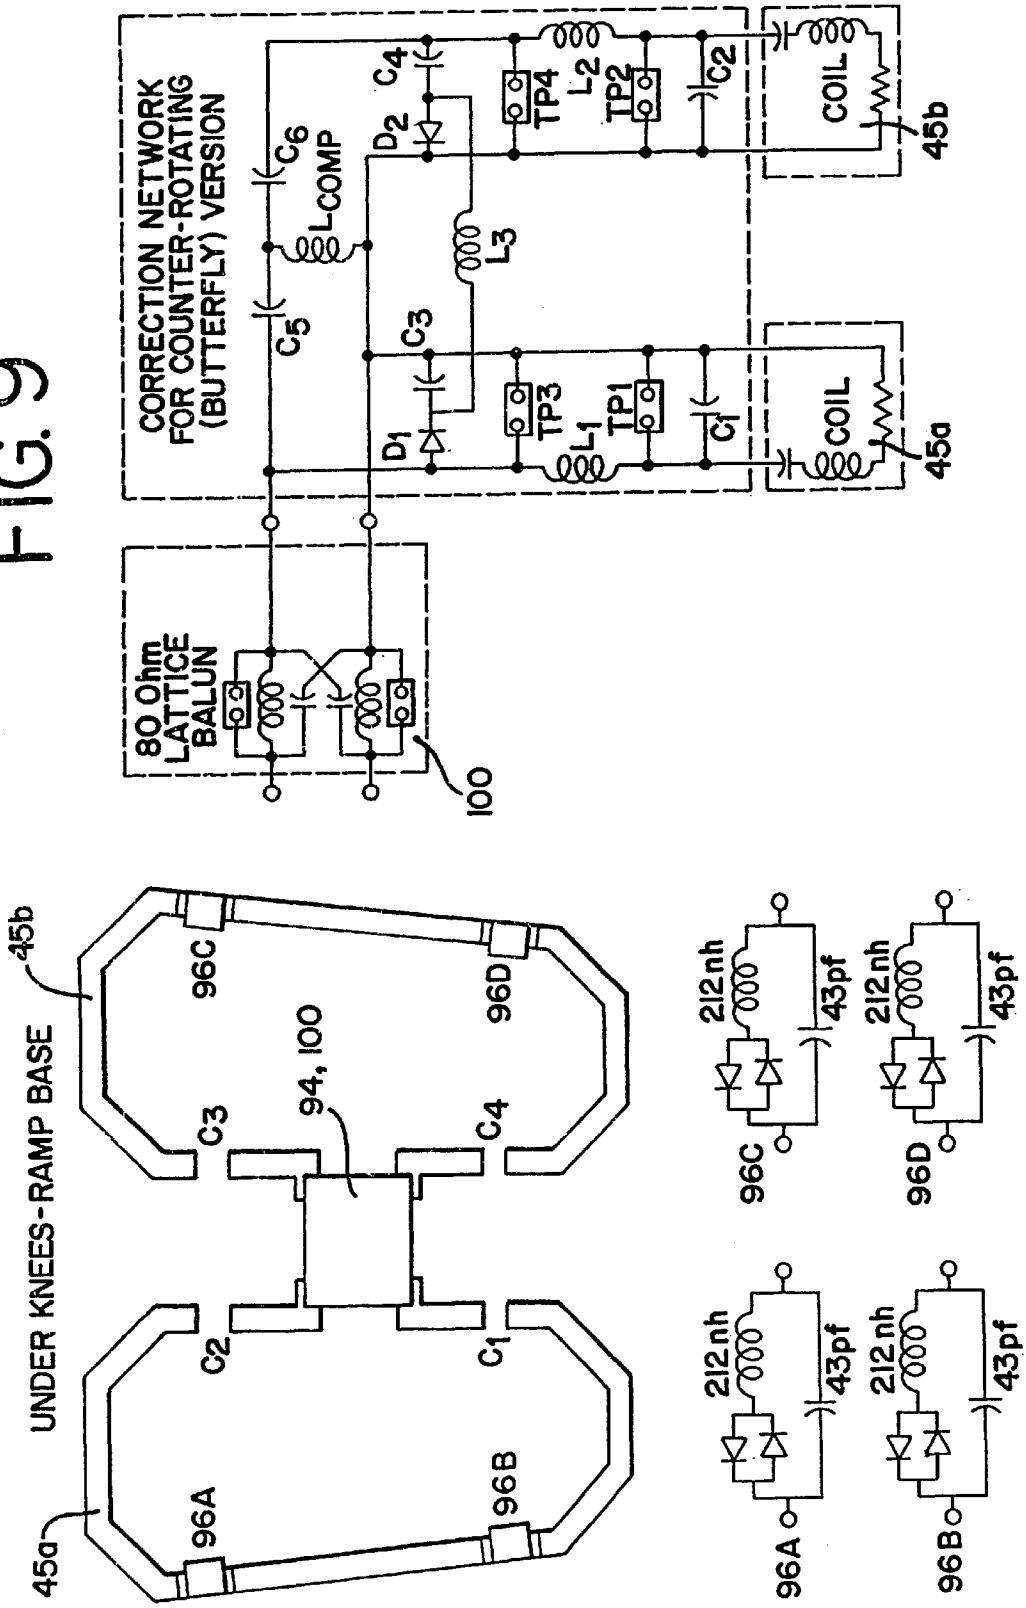 FIG. 9
UNDER KNEES-RAMP BASE
45a
45b
96A
96B
96C
96D
C2
C1
C3
C4
94, 100
96A
212nh
43pf
96B
212nh
43pf
96C
212nh
43pf
96D
212nh
43pf
80 Ohm
LATTICE
BALUN
100
CORRECTION NETWORK
FOR COUNTER-ROTATING
(BUTTERFLY) VERSION
C5
C6
LCOMP
D1
C3
D2
C4
L3
TP3
L1
TP1
C1
TP4
L2
TP2
C2
COIL
45a
COIL
45b